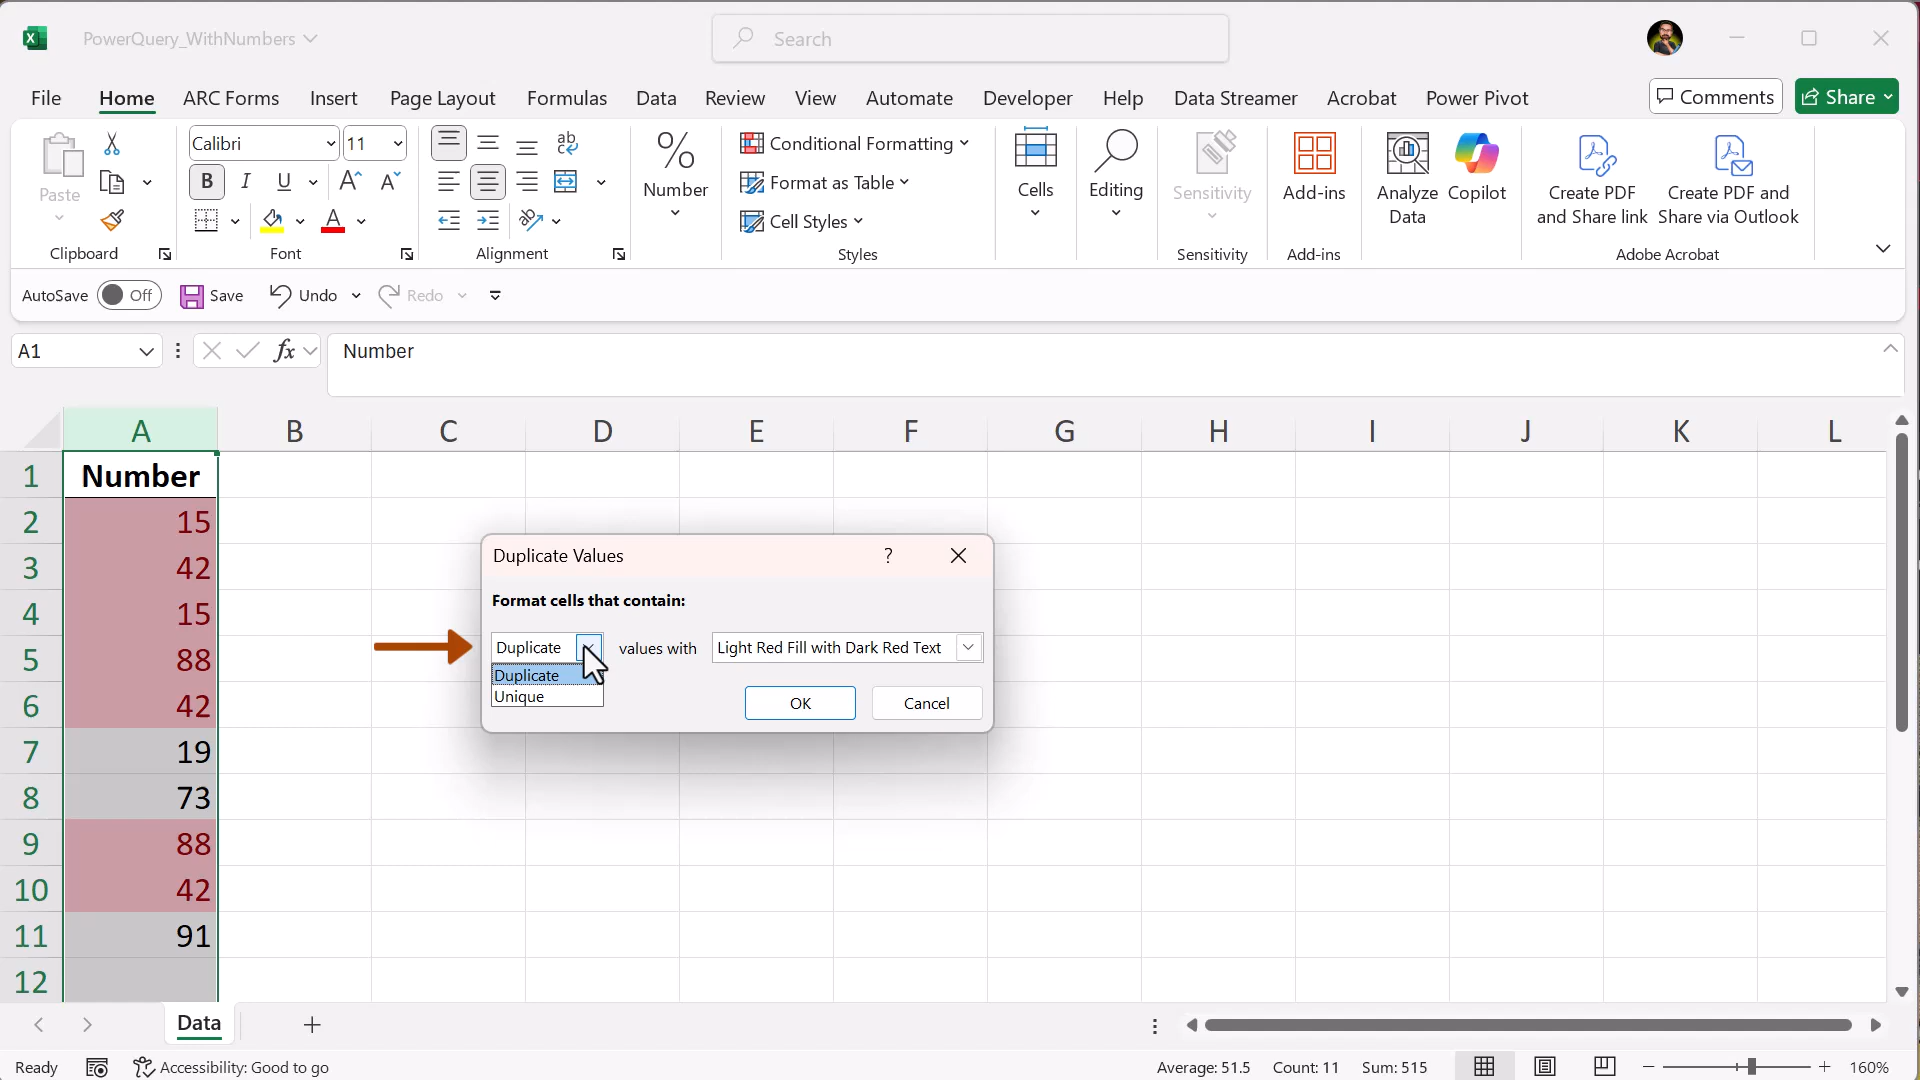 PowerQuery_WithNumbers
Search
File Home ARC Forms Insert Page Layout Formulas Data Review View Automate Developer Help Data Streamer Acrobat Power Pivot Comments Share
Paste
Clipboard
Calibri 11
B I U A A
A
Font
ab
Alignment
%
Number
Conditional Formatting
Format as Table
Cell Styles
Styles
Cells
Editing
Sensitivity
Sensitivity
Add-ins
Add-ins
Analyze
Data
Copilot
Create PDF
and Share link
Create PDF and
Share via Outlook
Adobe Acrobat
AutoSave Off Save Undo Redo
A1 fx Number
A B C D E F G H I J K L
1 Number
2 15
3 42
4 15
5 88
6 42
7 19
8 73
9 88
10 42
11 91
12
Duplicate Values ?
Format cells that contain:
Duplicate values with Light Red Fill with Dark Red Text
Duplicate
Unique
OK Cancel
Data
Ready Accessibility: Good to go Average: 51.5 Count: 11 Sum: 515 160%